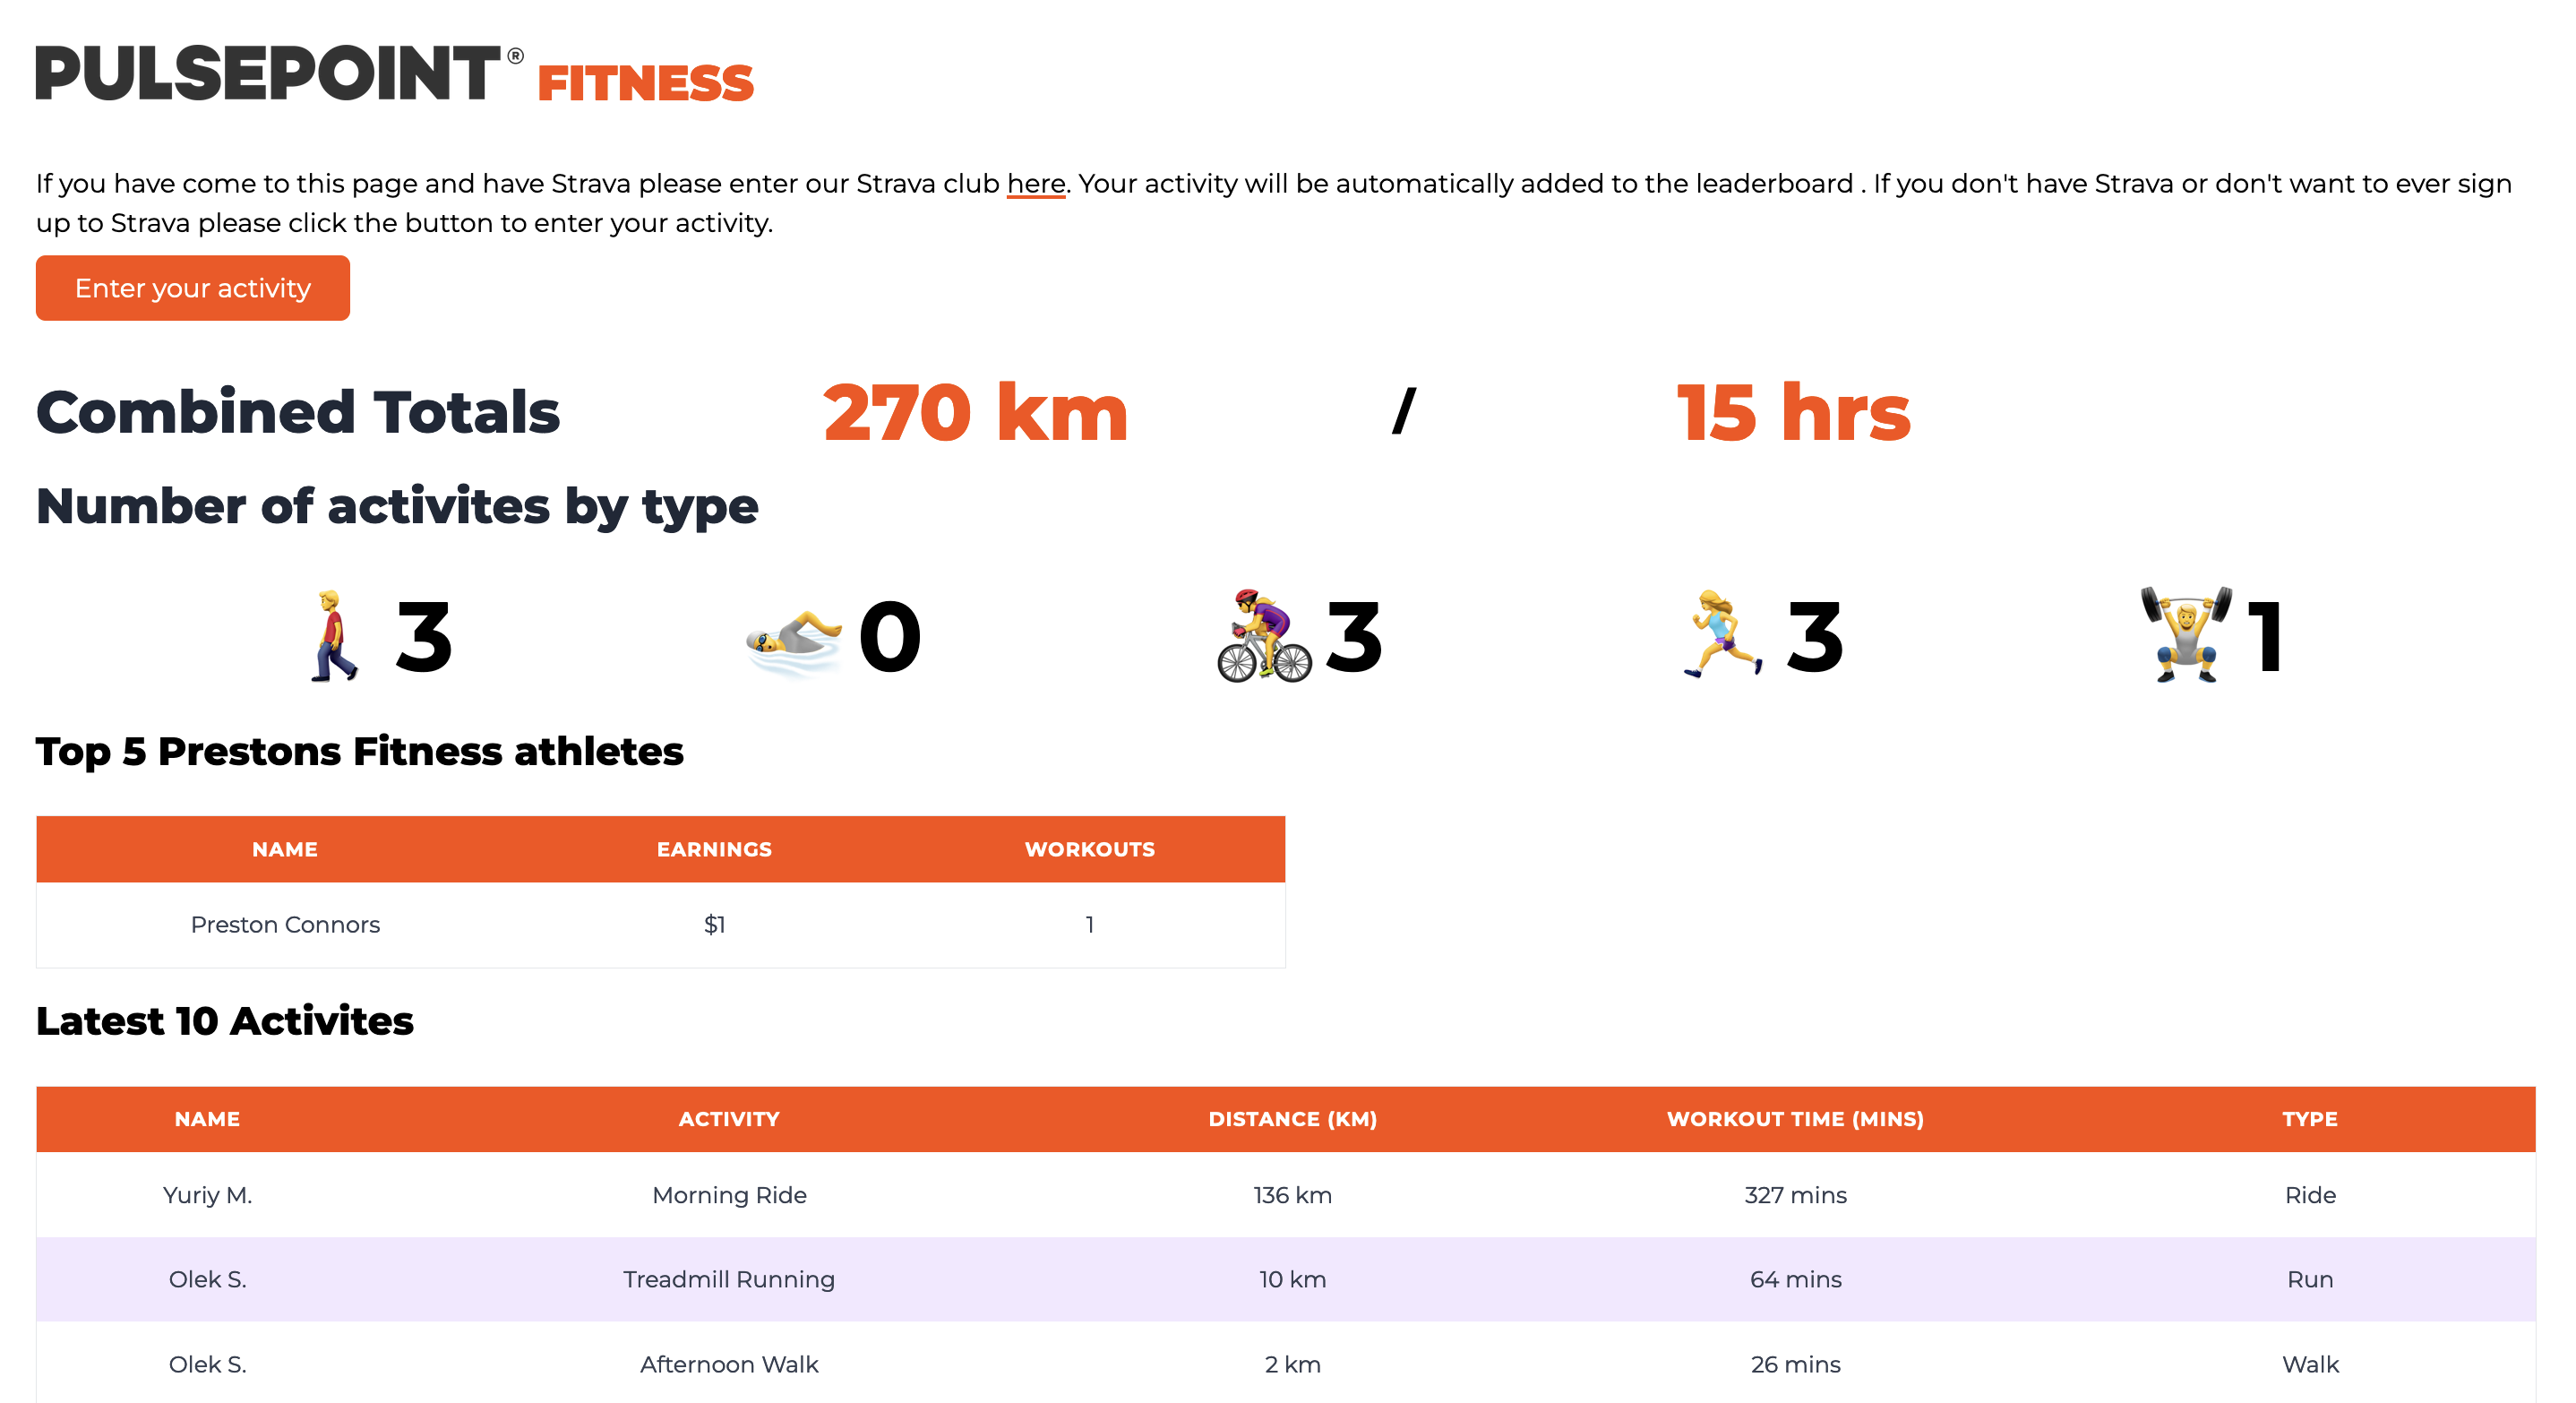 PULSEPOINT® FITNESS
If you have come to this page and have Strava please enter our Strava club here. Your activity will be automatically added to the leaderboard . If you don't have Strava or don't want to ever sign
up to Strava please click the button to enter your activity.
Enter your activity
Combined Totals 270 km / 15 hrs
Number of activites by type
3 0 3 3 1
Top 5 Prestons Fitness athletes
NAME EARNINGS WORKOUTS
Preston Connors $1 1
Latest 10 Activites
NAME ACTIVITY DISTANCE (KM) WORKOUT TIME (MINS) TYPE
Yuriy M. Morning Ride 136 km 327 mins Ride
Olek S. Treadmill Running 10 km 64 mins Run
Olek S. Afternoon Walk 2 km 26 mins Walk